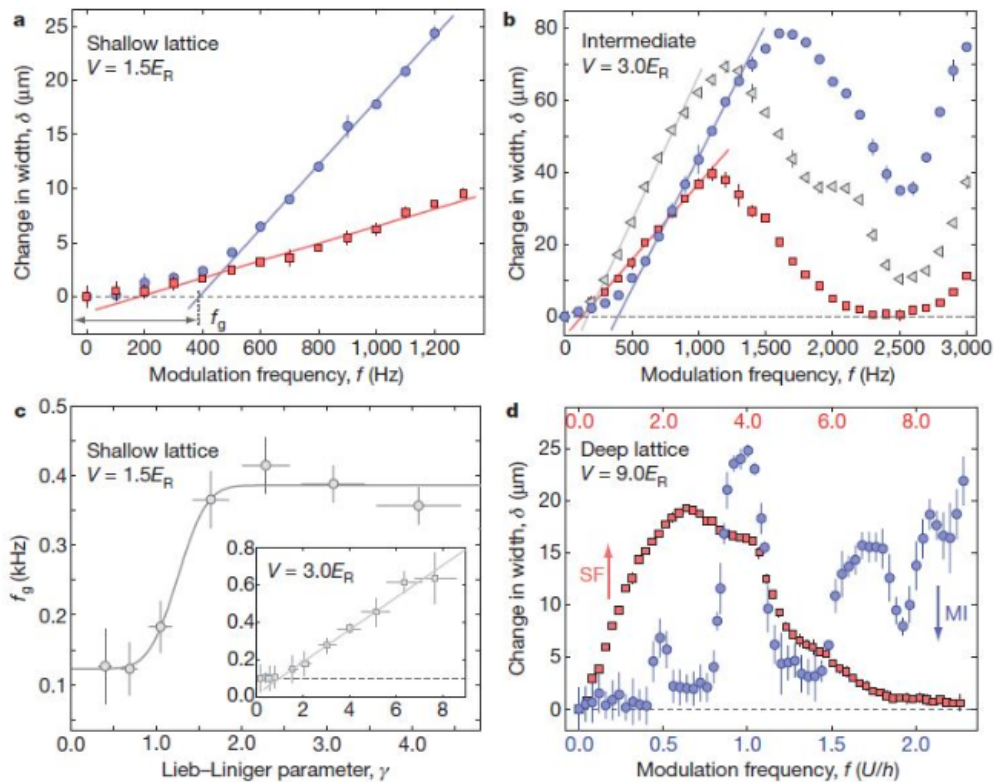 a
Shallow lattice
V = 1.5E_R
Change in width, δ (μm)
25
20
15
10
5
0
f_g
0 200 400 600 800 1,000 1,200
Modulation frequency, f (Hz)
b
Intermediate
V = 3.0E_R
Change in width, δ (μm)
80
60
40
20
0
0 500 1,000 1,500 2,000 2,500 3,000
Modulation frequency, f (Hz)
c
Shallow lattice
V = 1.5E_R
f_g (kHz)
0.5
0.4
0.3
0.2
0.1
V = 3.0E_R
0.8
0.6
0.4
0.2
0.0
0 2 4 6 8
0.0 1.0 2.0 3.0 4.0
Lieb–Liniger parameter, γ
d
0.0 2.0 4.0 6.0 8.0
Deep lattice
V = 9.0E_R
Change in width, δ (μm)
25
20
15
10
5
0
SF
MI
0.0 0.5 1.0 1.5 2.0
Modulation frequency, f (U/h)